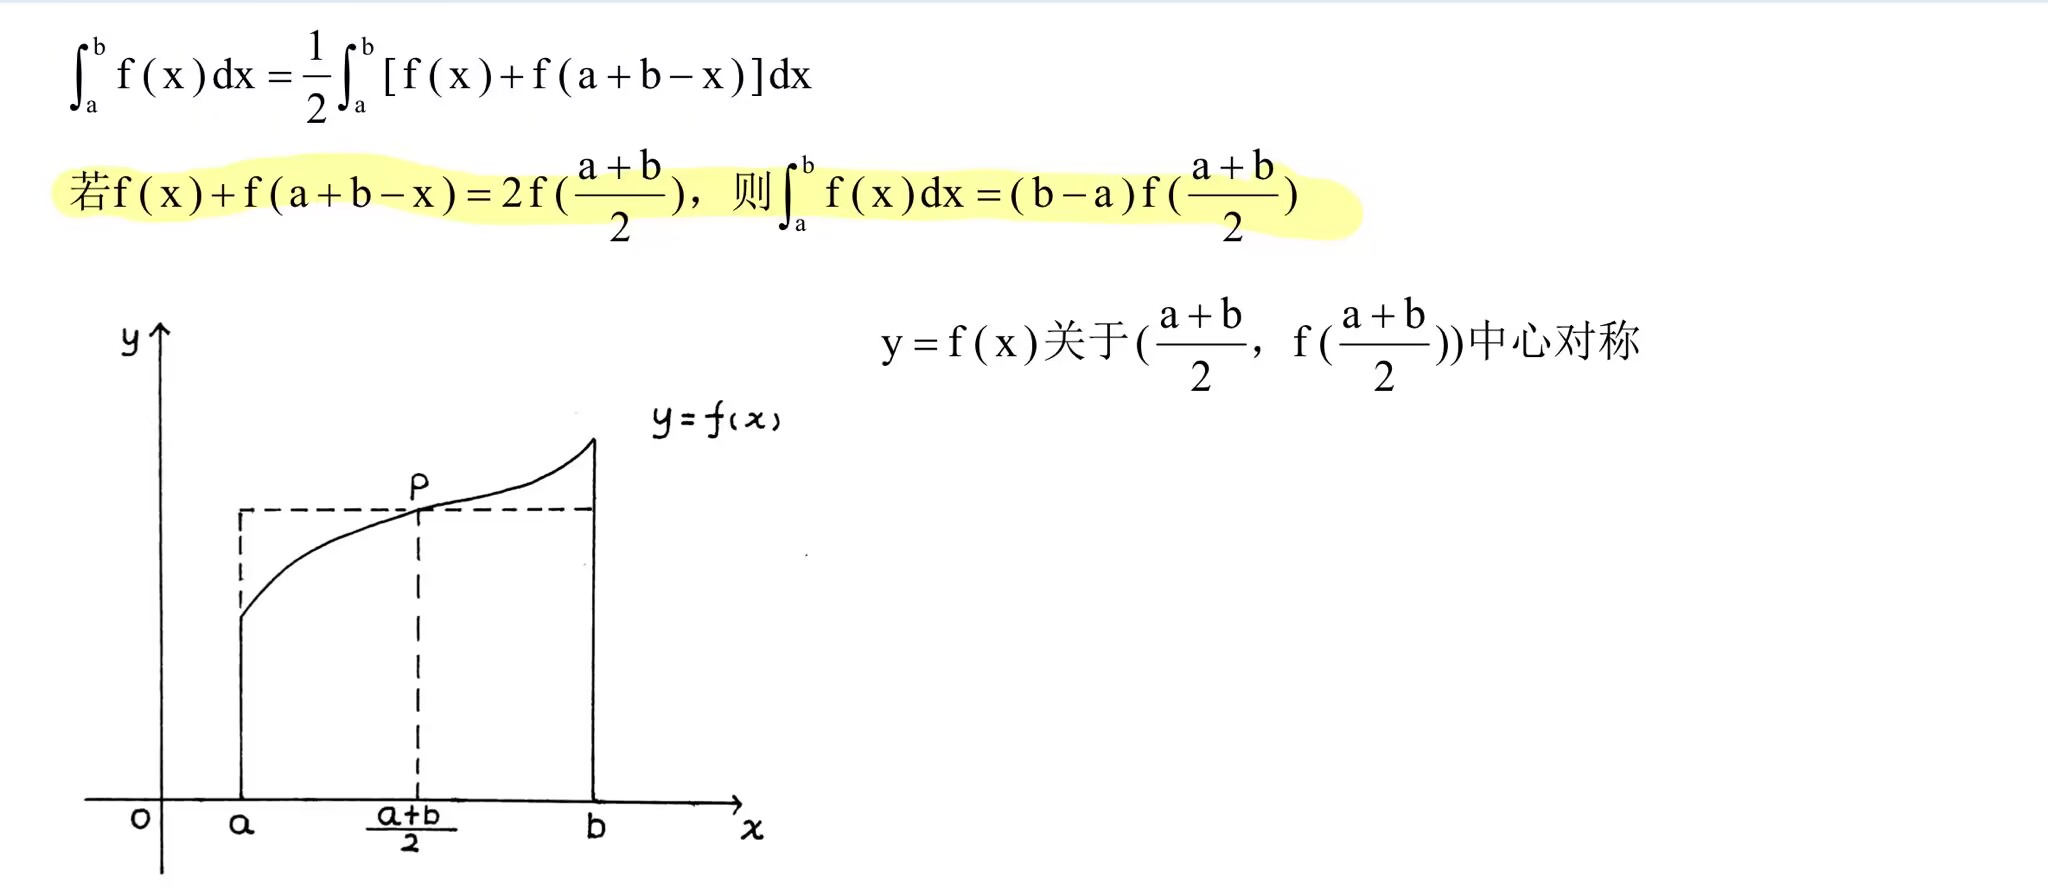 ∫_a^b f(x)dx = 1/2 ∫_a^b [f(x)+f(a+b−x)]dx
若f(x)+f(a+b−x)=2f((a+b)/2)，则∫_a^b f(x)dx=(b−a)f((a+b)/2)
y=f(x)关于((a+b)/2，f((a+b)/2))中心对称
y
y=f(x)
P
0 a (a+b)/2 b x